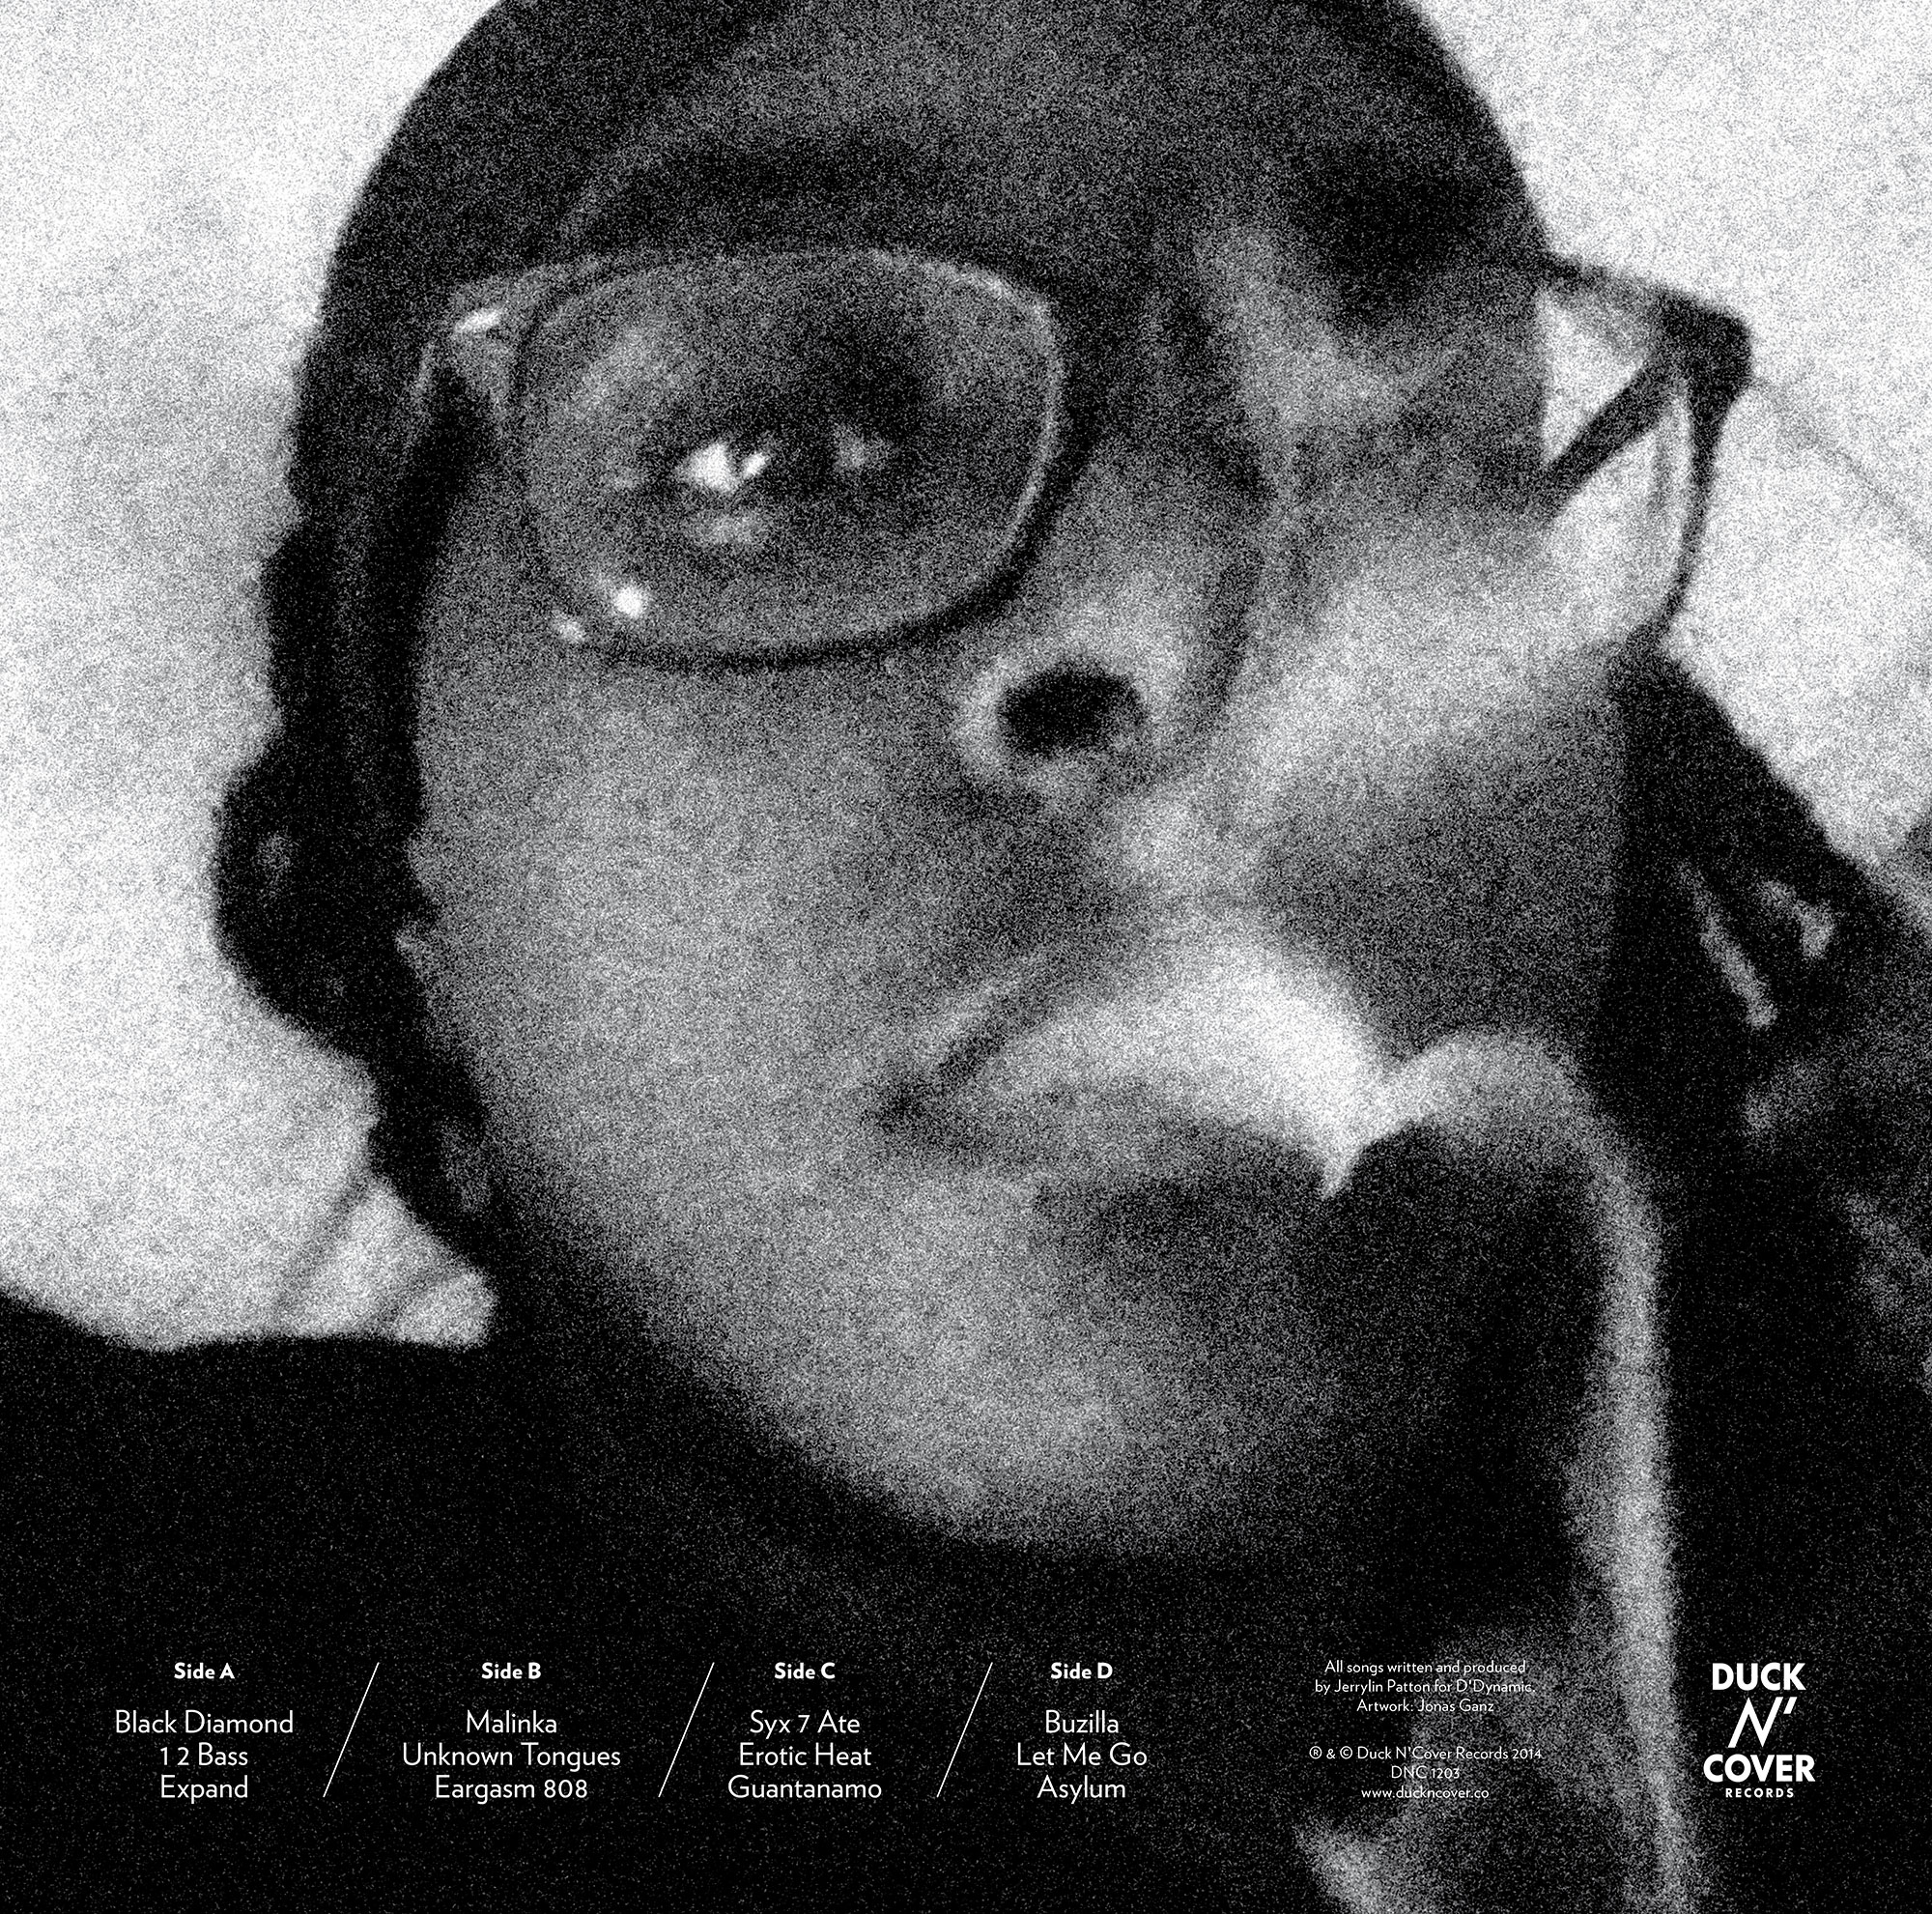 Side A
Black Diamond
1 2 Bass
Expand
Side B
Malinka
Unknown Tongues
Eargasm 808
Side C
Syx 7 Ate
Erotic Heat
Guantanamo
Side D
Buzilla
Let Me Go
Asylum
All songs written and produced
by Jerrylin Patton for D'Dynamic.
Artwork: Jonas Ganz
® & © Duck N'Cover Records 2014
DNC 1203
www.duckncover.co
DUCK
N'
COVER
RECORDS